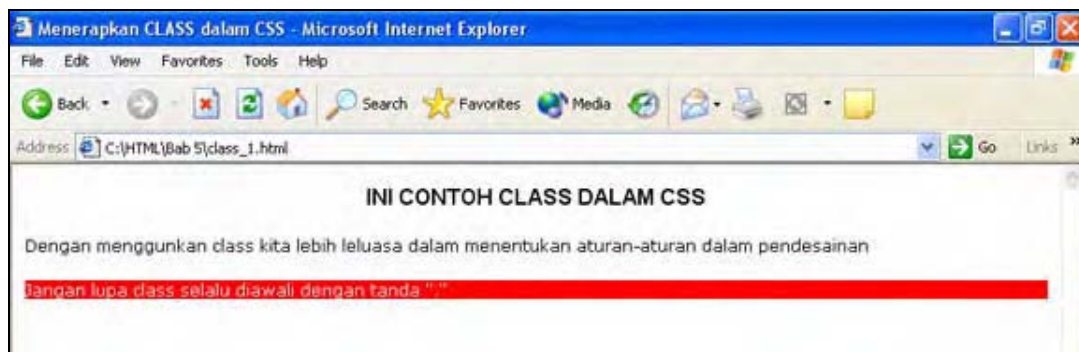 Menerapkan CLASS dalam CSS - Microsoft Internet Explorer
File Edit View Favorites Tools Help
Back Search Favorites Media
Address C:\HTML\Bab 5\class_1.html Go Links »
INI CONTOH CLASS DALAM CSS
Dengan menggunkan class kita lebih leluasa dalam menentukan aturan-aturan dalam pendesainan
Jangan lupa class selalu diawali dengan tanda "."